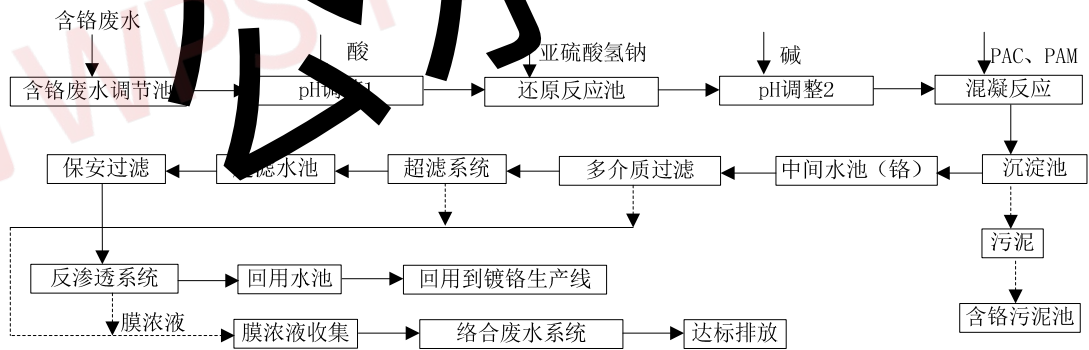 含铬废水
酸
亚硫酸氢钠
碱
PAC、PAM
含铬废水调节池
pH调整1
还原反应池
pH调整2
混凝反应
保安过滤
滤水池
超滤系统
多介质过滤
中间水池（铬）
沉淀池
污泥
反渗透系统
回用水池
回用到镀铬生产线
含铬污泥池
膜浓液
膜浓液收集
络合废水系统
达标排放
WPS